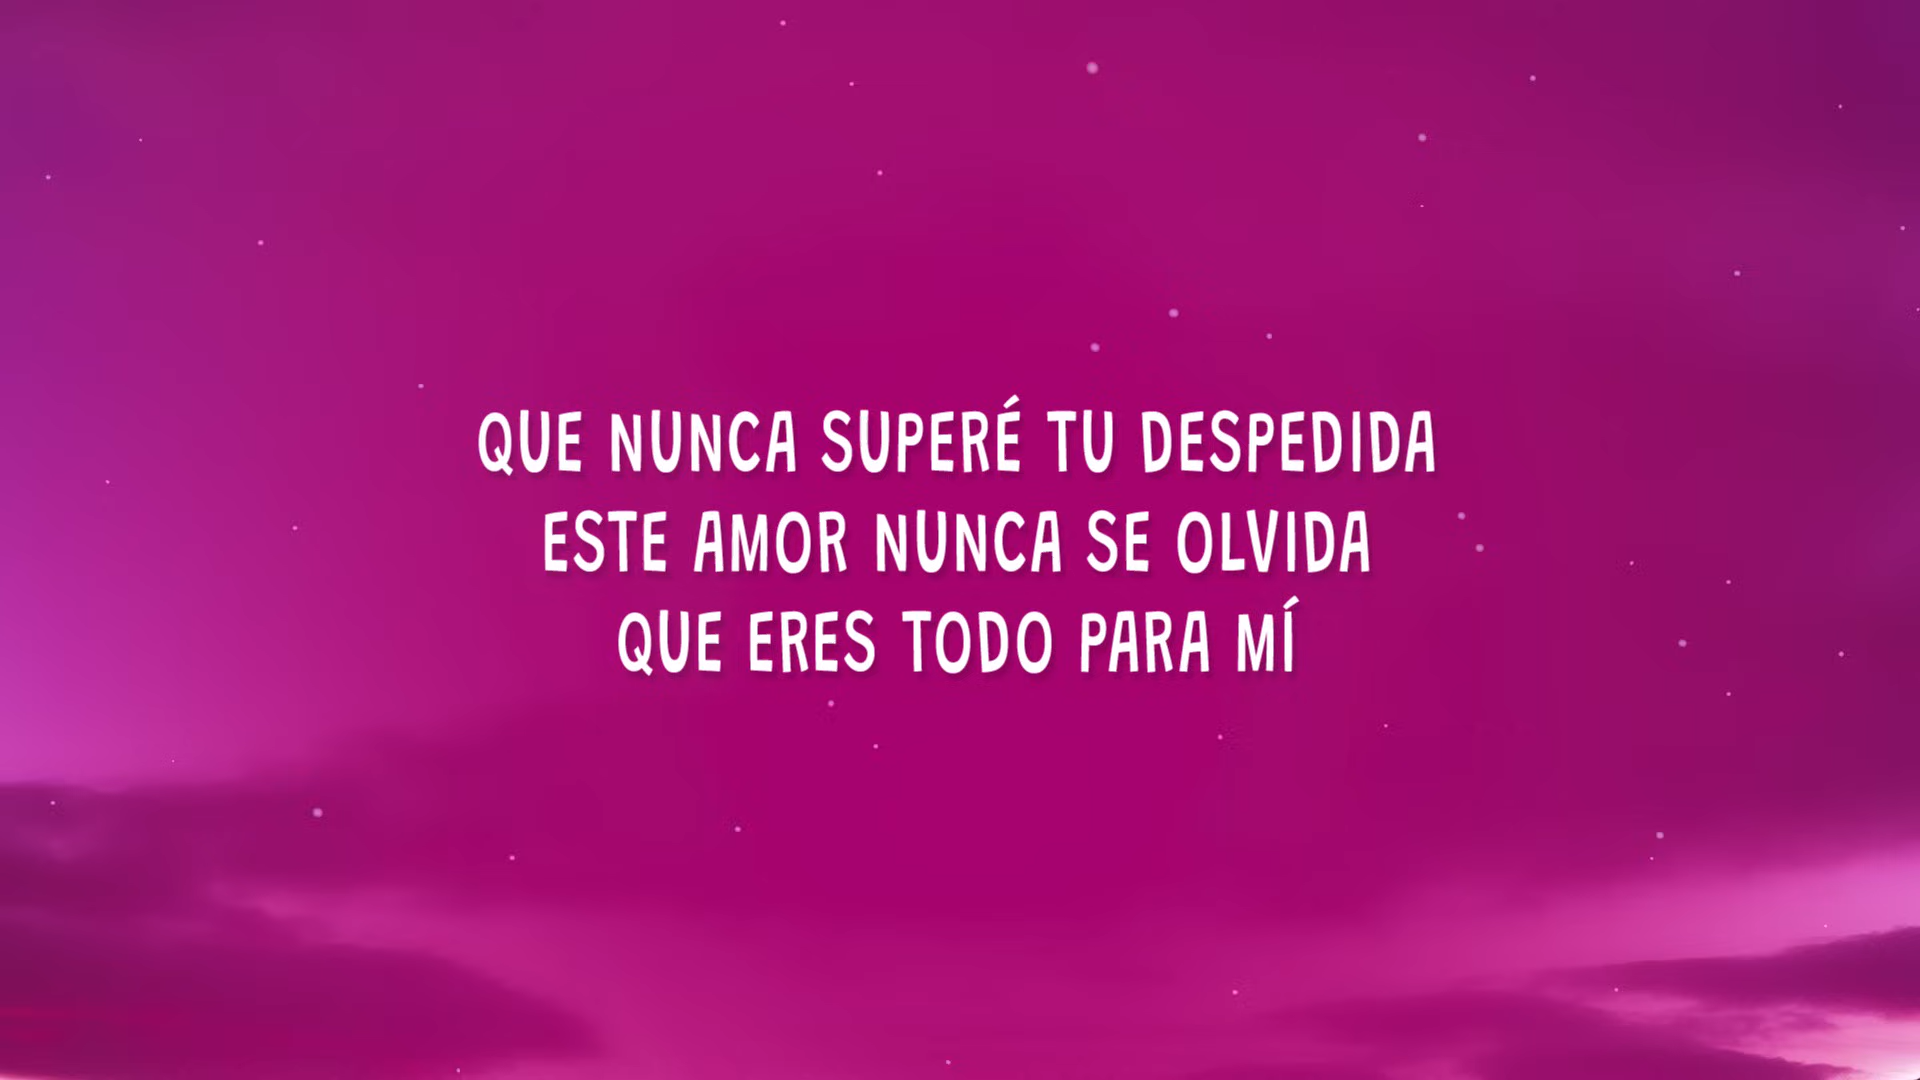 QUE NUNCA SUPERÉ TU DESPEDIDA
ESTE AMOR NUNCA SE OLVIDA
QUE ERES TODO PARA MÍ